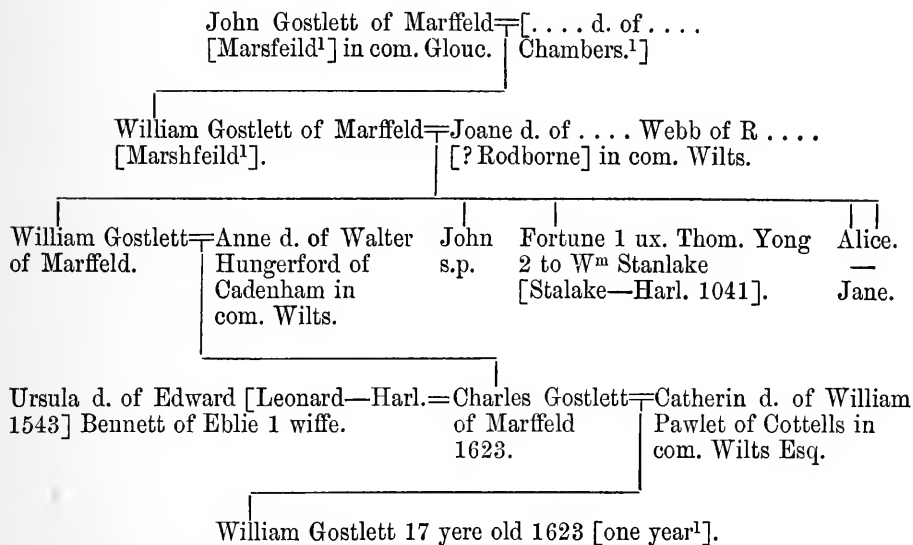 John Gostlett of Marffeld=[. . . . d. of . . . .
[Marsfeild¹] in com. Glouc. Chambers.¹]
William Gostlett of Marffeld=Joane d. of . . . . Webb of R . . . .
[Marshfeild¹]. [? Rodborne] in com. Wilts.
William Gostlett=Anne d. of Walter
of Marffeld. Hungerford of
Cadenham in
com. Wilts.
John
s.p.
Fortune 1 ux. Thom. Yong
2 to Wᵐ Stanlake
[Stalake—Harl. 1041].
Alice.
—
Jane.
Ursula d. of Edward [Leonard—Harl.=Charles Gostlett=Catherin d. of William
1543] Bennett of Eblie 1 wiffe. of Marffeld Pawlet of Cottells in
1623. com. Wilts Esq.
William Gostlett 17 yere old 1623 [one year¹].